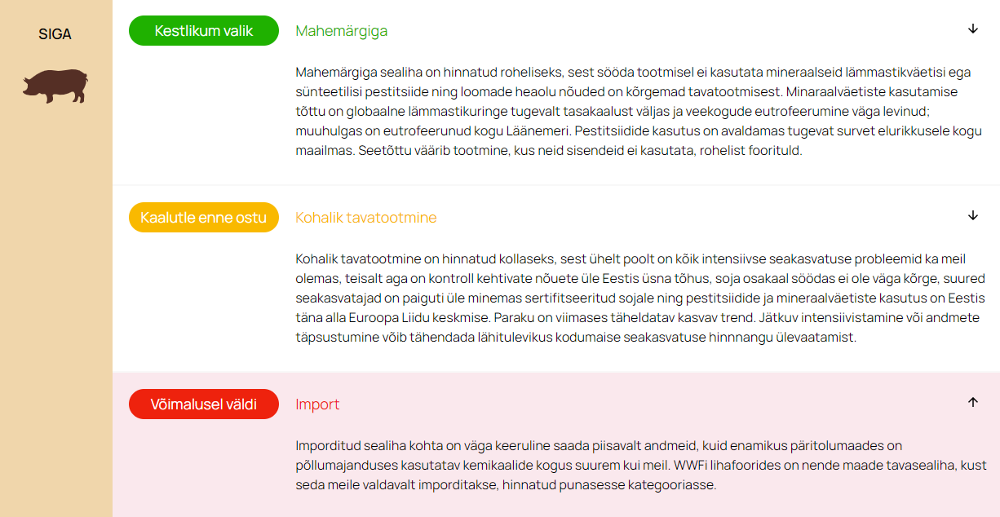 SIGA
Kestlikum valik
Mahemärgiga
Mahemärgiga sealiha on hinnatud roheliseks, sest sööda tootmisel ei kasutata mineraalseid lämmastikväetisi ega
sünteetilisi pestitsiide ning loomade heaolu nõuded on kõrgemad tavatootmisest. Minaraalväetiste kasutamise
tõttu on globaalne lämmastikuringe tugevalt tasakaalust väljas ja veekogude eutrofeerumine väga levinud;
muuhulgas on eutrofeerunud kogu Läänemeri. Pestitsiidide kasutus on avaldamas tugevat survet elurikkusele kogu
maailmas. Seetõttu väärib tootmine, kus neid sisendeid ei kasutata, rohelist foorituld.
Kaalutle enne ostu
Kohalik tavatootmine
Kohalik tavatootmine on hinnatud kollaseks, sest ühelt poolt on kõik intensiivse seakasvatuse probleemid ka meil
olemas, teisalt aga on kontroll kehtivate nõuete üle Eestis üsna tõhus, soja osakaal söödas ei ole väga kõrge, suured
seakasvatajad on paiguti üle minemas sertifitseeritud sojale ning pestitsiidide ja mineraalväetiste kasutus on Eestis
täna alla Euroopa Liidu keskmise. Paraku on viimases täheldatav kasvav trend. Jätkuv intensiivistamine või andmete
täpsustumine võib tähendada lähitulevikus kodumaise seakasvatuse hinnnangu ülevaatamist.
Võimalusel väldi
Import
Imporditud sealiha kohta on väga keeruline saada piisavalt andmeid, kuid enamikus päritolumaades on
põllumajanduses kasutatav kemikaalide kogus suurem kui meil. WWFi lihafoorides on nende maade tavasealiha, kust
seda meile valdavalt imporditakse, hinnatud punasesse kategooriasse.